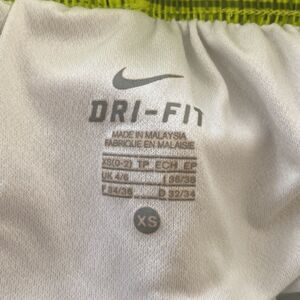 DRI-FIT
MADE IN MALAYSIA
FABRIQUE EN MALAISIE
XS(0-2) TP ECH EP
UK 4/6 I 36/38
F 34/36 D 32/34
XS